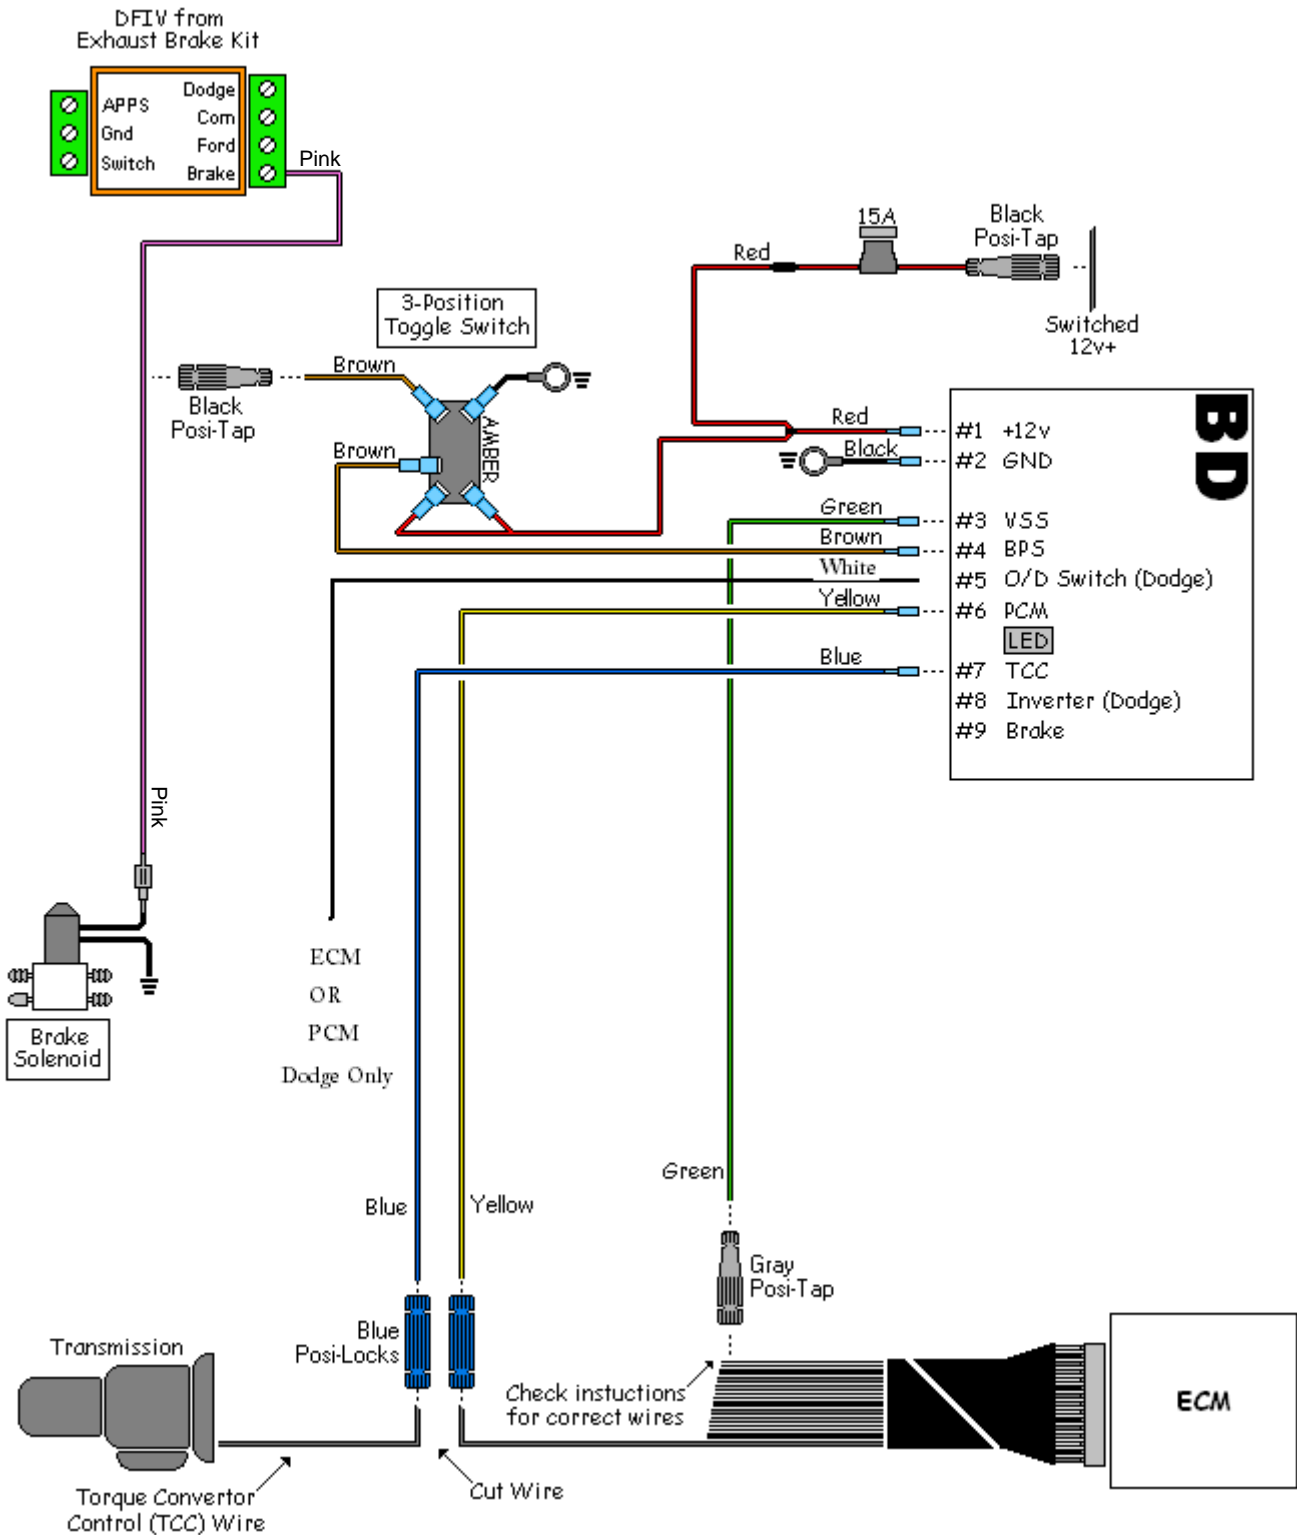 DFIV from
Exhaust Brake Kit
APPS
Gnd
Switch
Dodge
Com
Ford
Brake
Pink
15A
Black
Posi-Tap
Red
Switched
12v+
3-Position
Toggle Switch
Brown
Black
Posi-Tap
AMBER
Brown
BD
Red
#1 +12v
Black
#2 GND
Green
#3 VSS
Brown
#4 BPS
White
#5 O/D Switch (Dodge)
Yellow
#6 PCM
LED
Blue
#7 TCC
#8 Inverter (Dodge)
#9 Brake
Pink
Brake
Solenoid
ECM
OR
PCM
Dodge Only
Green
Blue
Yellow
Gray
Posi-Tap
Blue
Posi-Locks
Transmission
Check instuctions
for correct wires
ECM
Cut Wire
Torque Convertor
Control (TCC) Wire